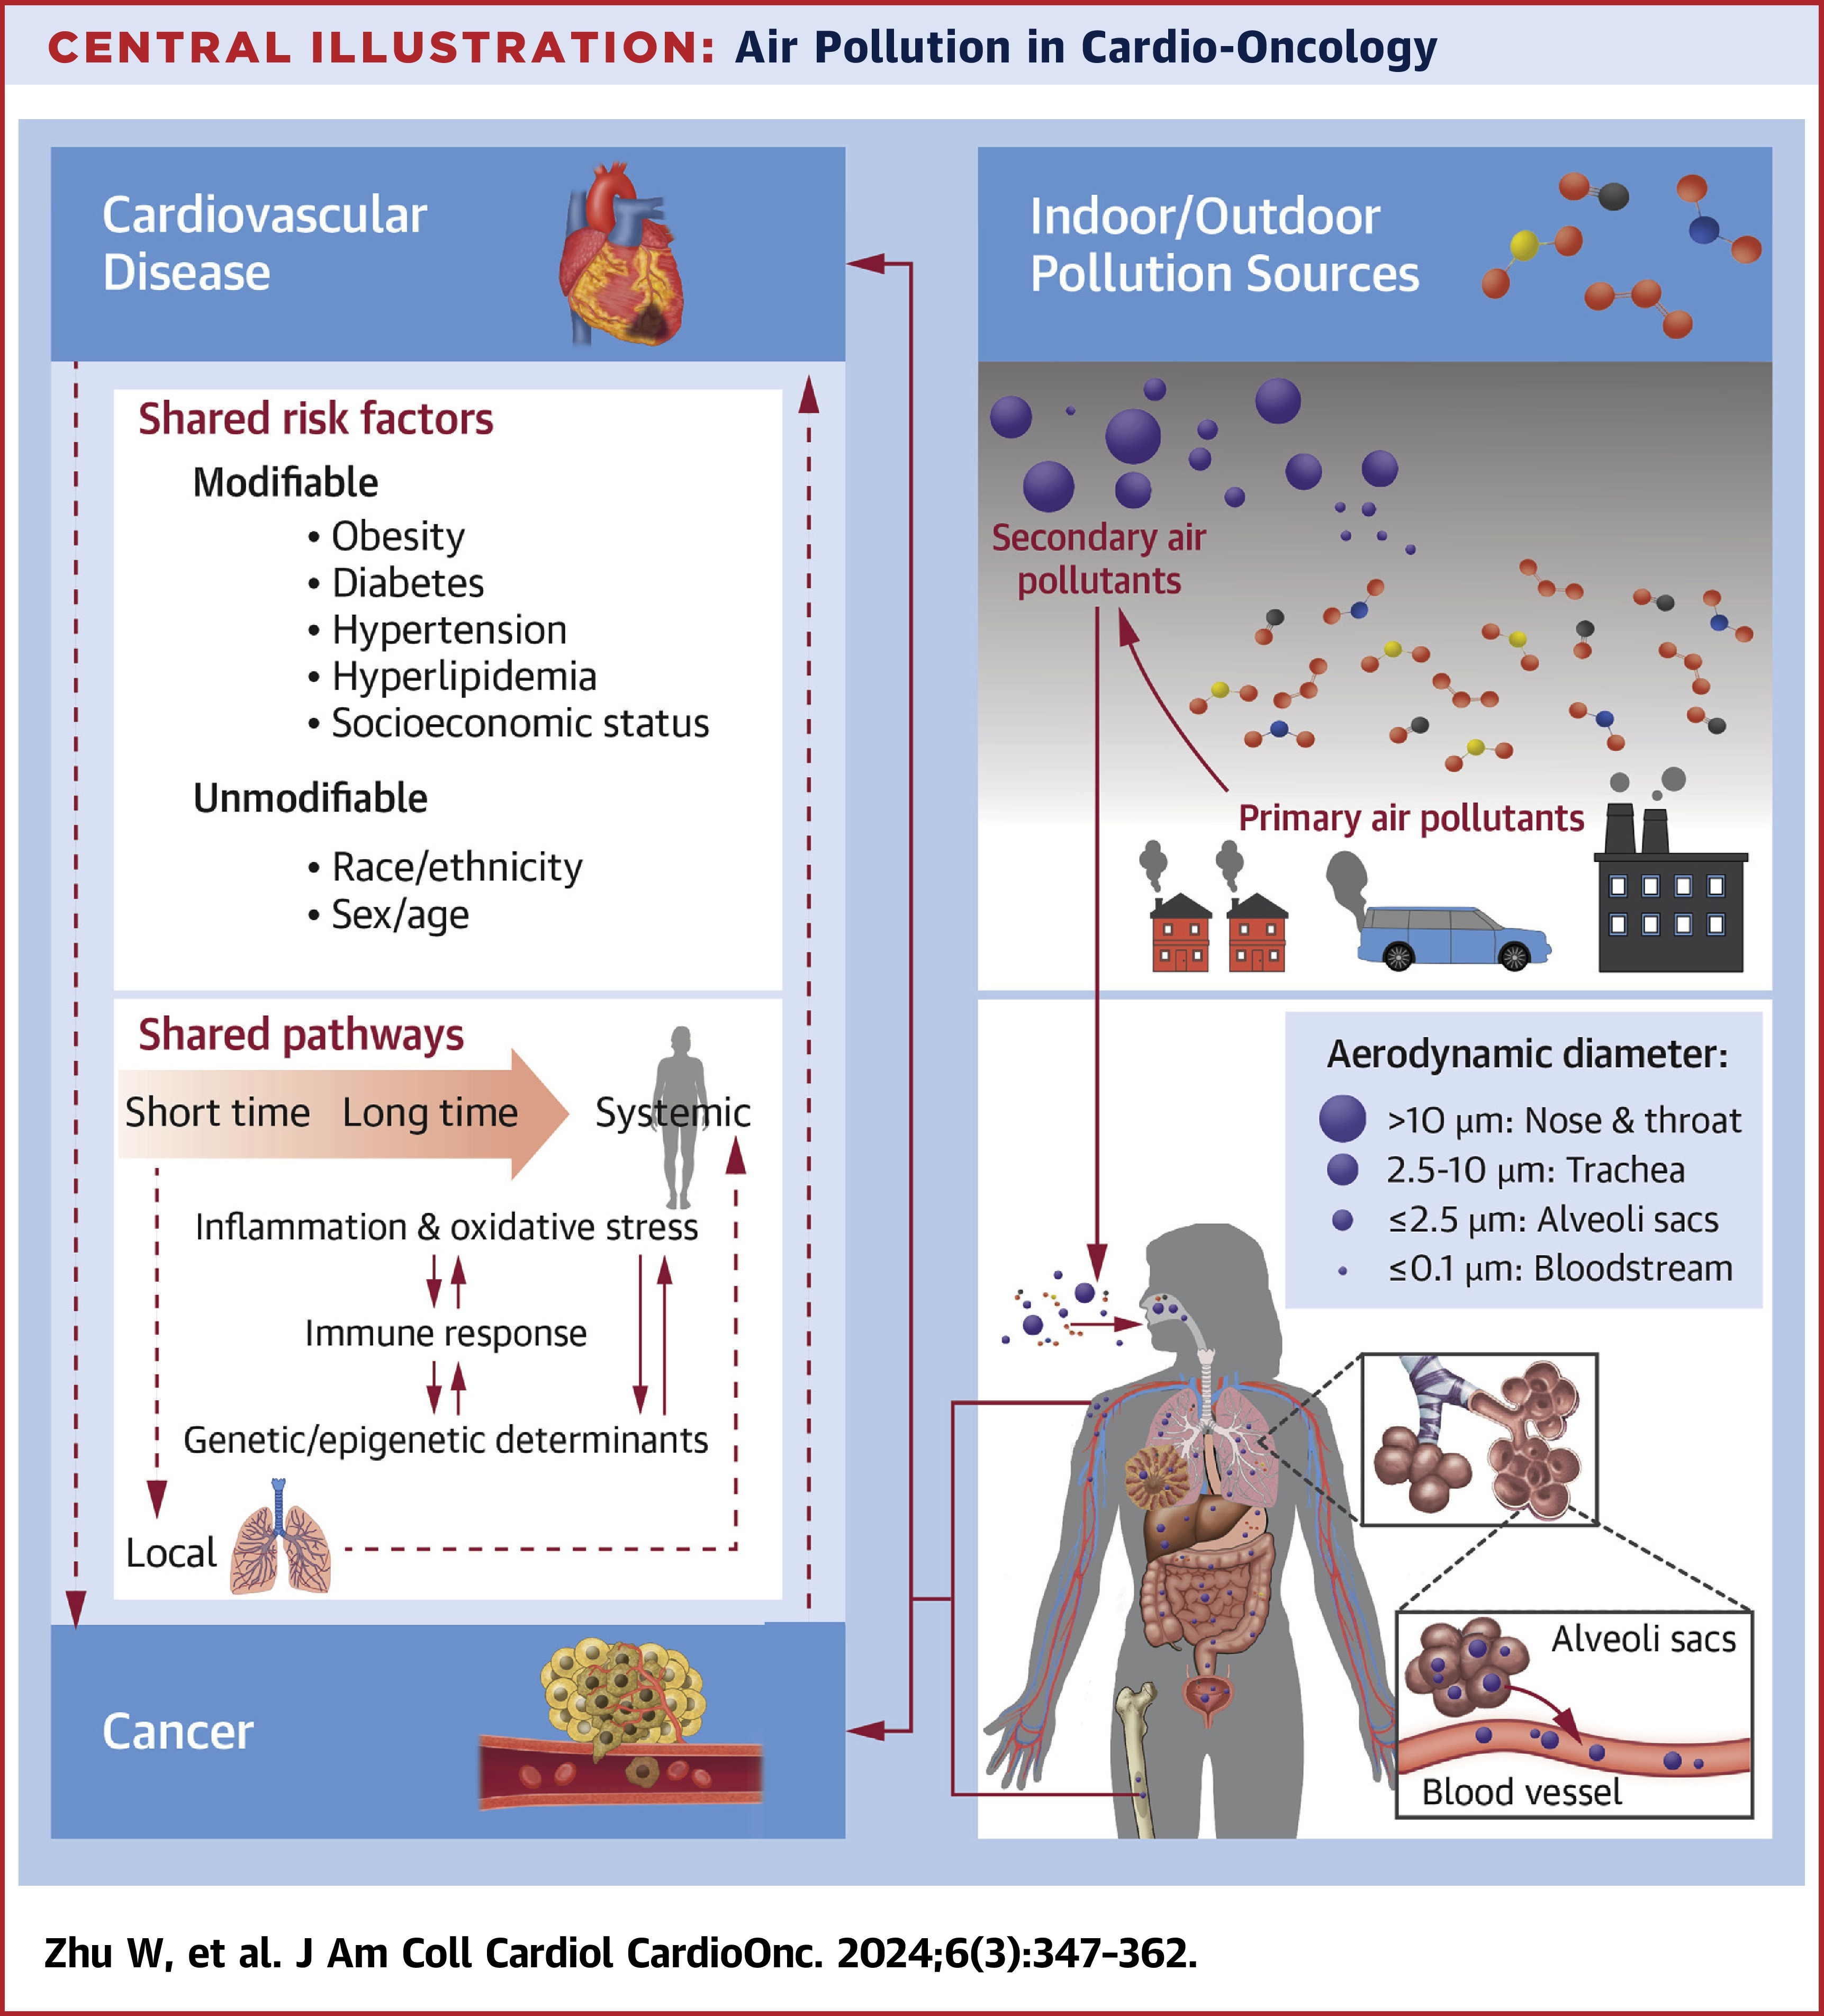 CENTRAL ILLUSTRATION: Air Pollution in Cardio-Oncology
Cardiovascular
Disease
Shared risk factors
Modifiable
• Obesity
• Diabetes
• Hypertension
• Hyperlipidemia
• Socioeconomic status
Unmodifiable
• Race/ethnicity
• Sex/age
Shared pathways
Short time Long time Systemic
Inflammation & oxidative stress
Immune response
Genetic/epigenetic determinants
Local
Cancer
Indoor/Outdoor
Pollution Sources
Secondary air
pollutants
Primary air pollutants
Aerodynamic diameter:
>10 μm: Nose & throat
2.5-10 μm: Trachea
≤2.5 μm: Alveoli sacs
≤0.1 μm: Bloodstream
Alveoli sacs
Blood vessel
Zhu W, et al. J Am Coll Cardiol CardioOnc. 2024;6(3):347–362.